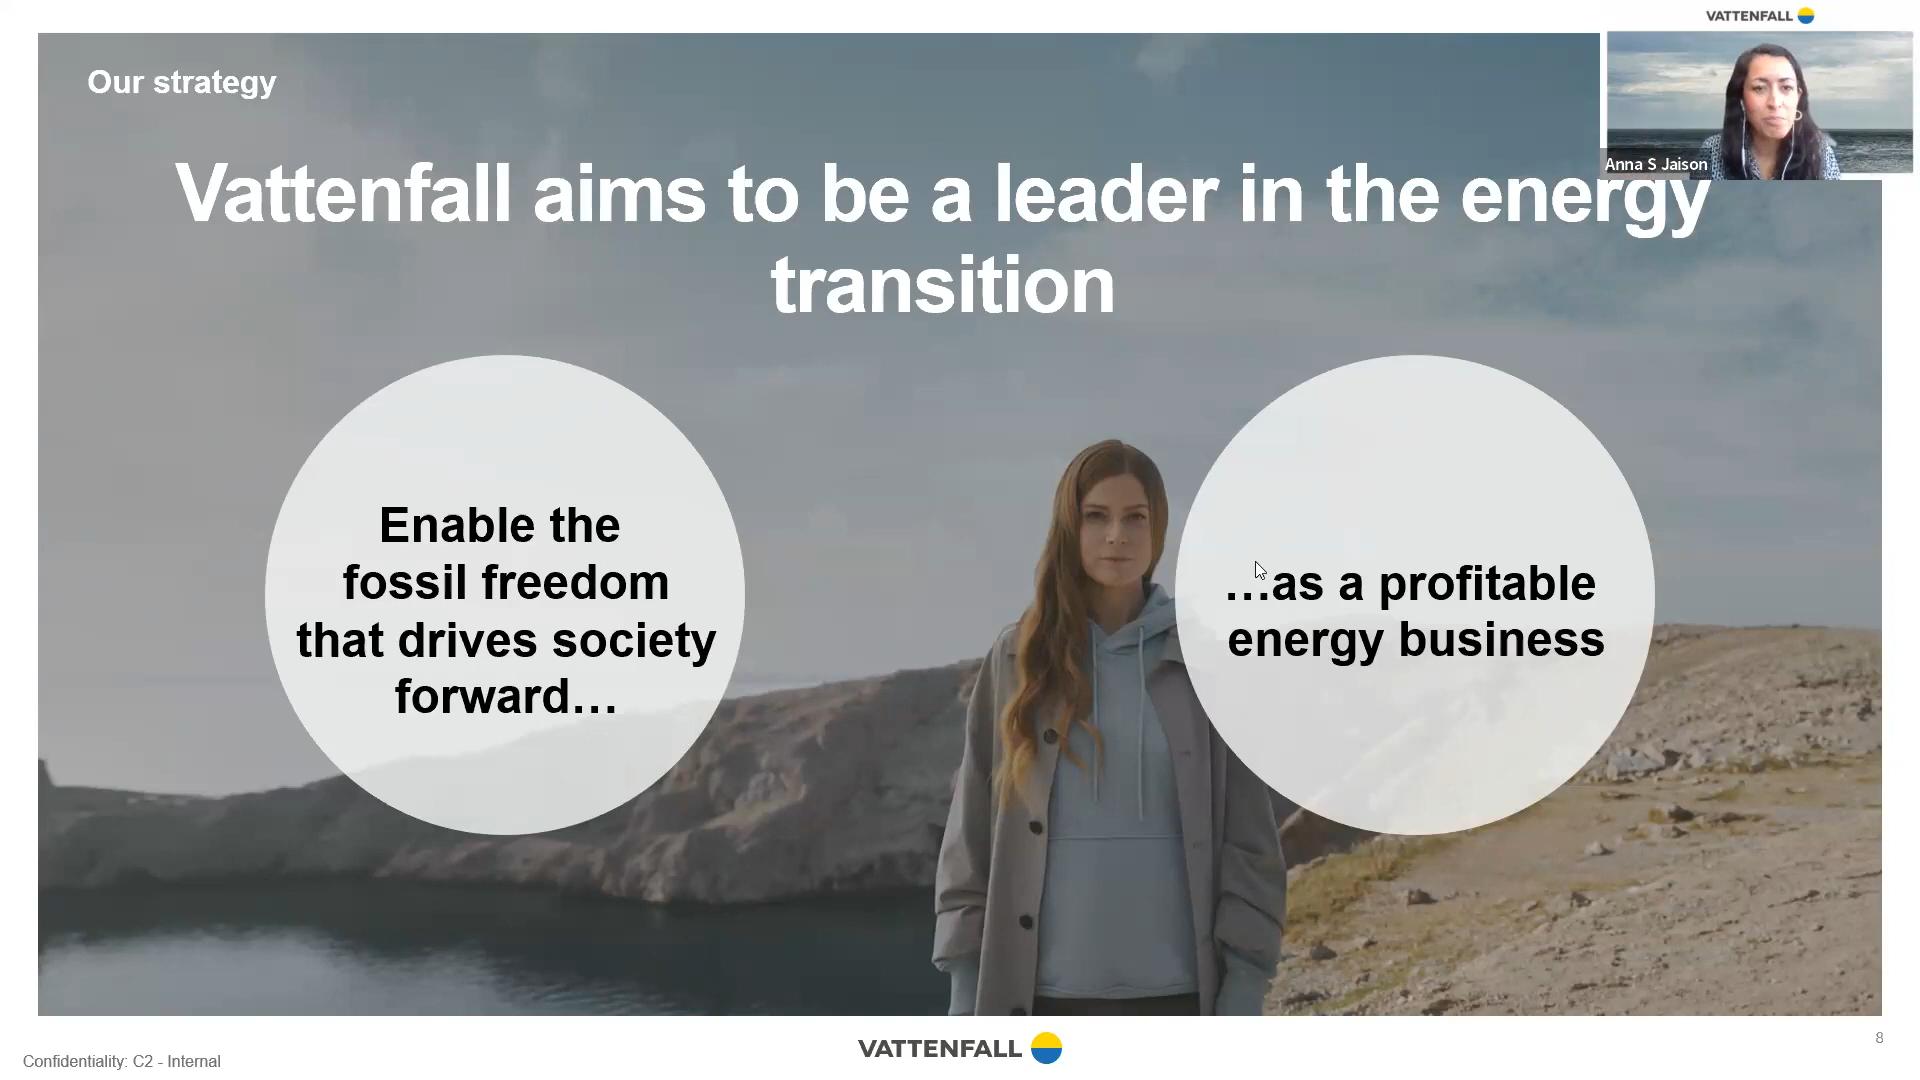 VATTENFALL
Our strategy
Anna S Jaison
Vattenfall aims to be a leader in the energy
transition
Enable the
fossil freedom
that drives society
forward…
…as a profitable
energy business
VATTENFALL
8
Confidentiality: C2 - Internal